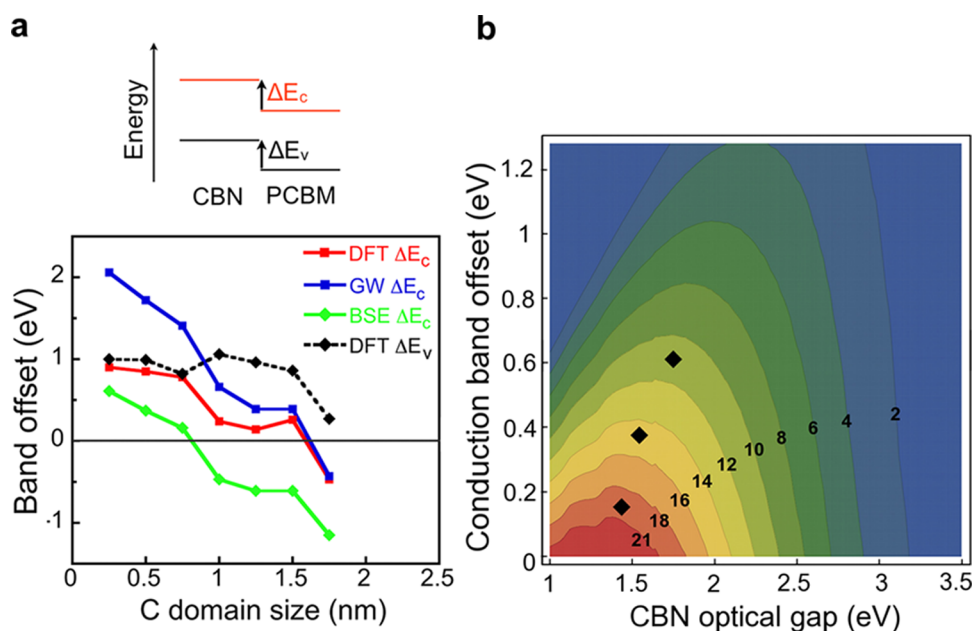 a
Energy
ΔEc
ΔEv
CBN PCBM
DFT ΔEc
GW ΔEc
BSE ΔEc
DFT ΔEv
Band offset (eV)
2
1
0
-1
0 0.5 1 1.5 2 2.5
C domain size (nm)
b
Conduction band offset (eV)
1.2
1
0.8
0.6
0.4
0.2
0
2
4
6
8
10
12
14
16
18
21
1 1.5 2 2.5 3 3.5
CBN optical gap (eV)